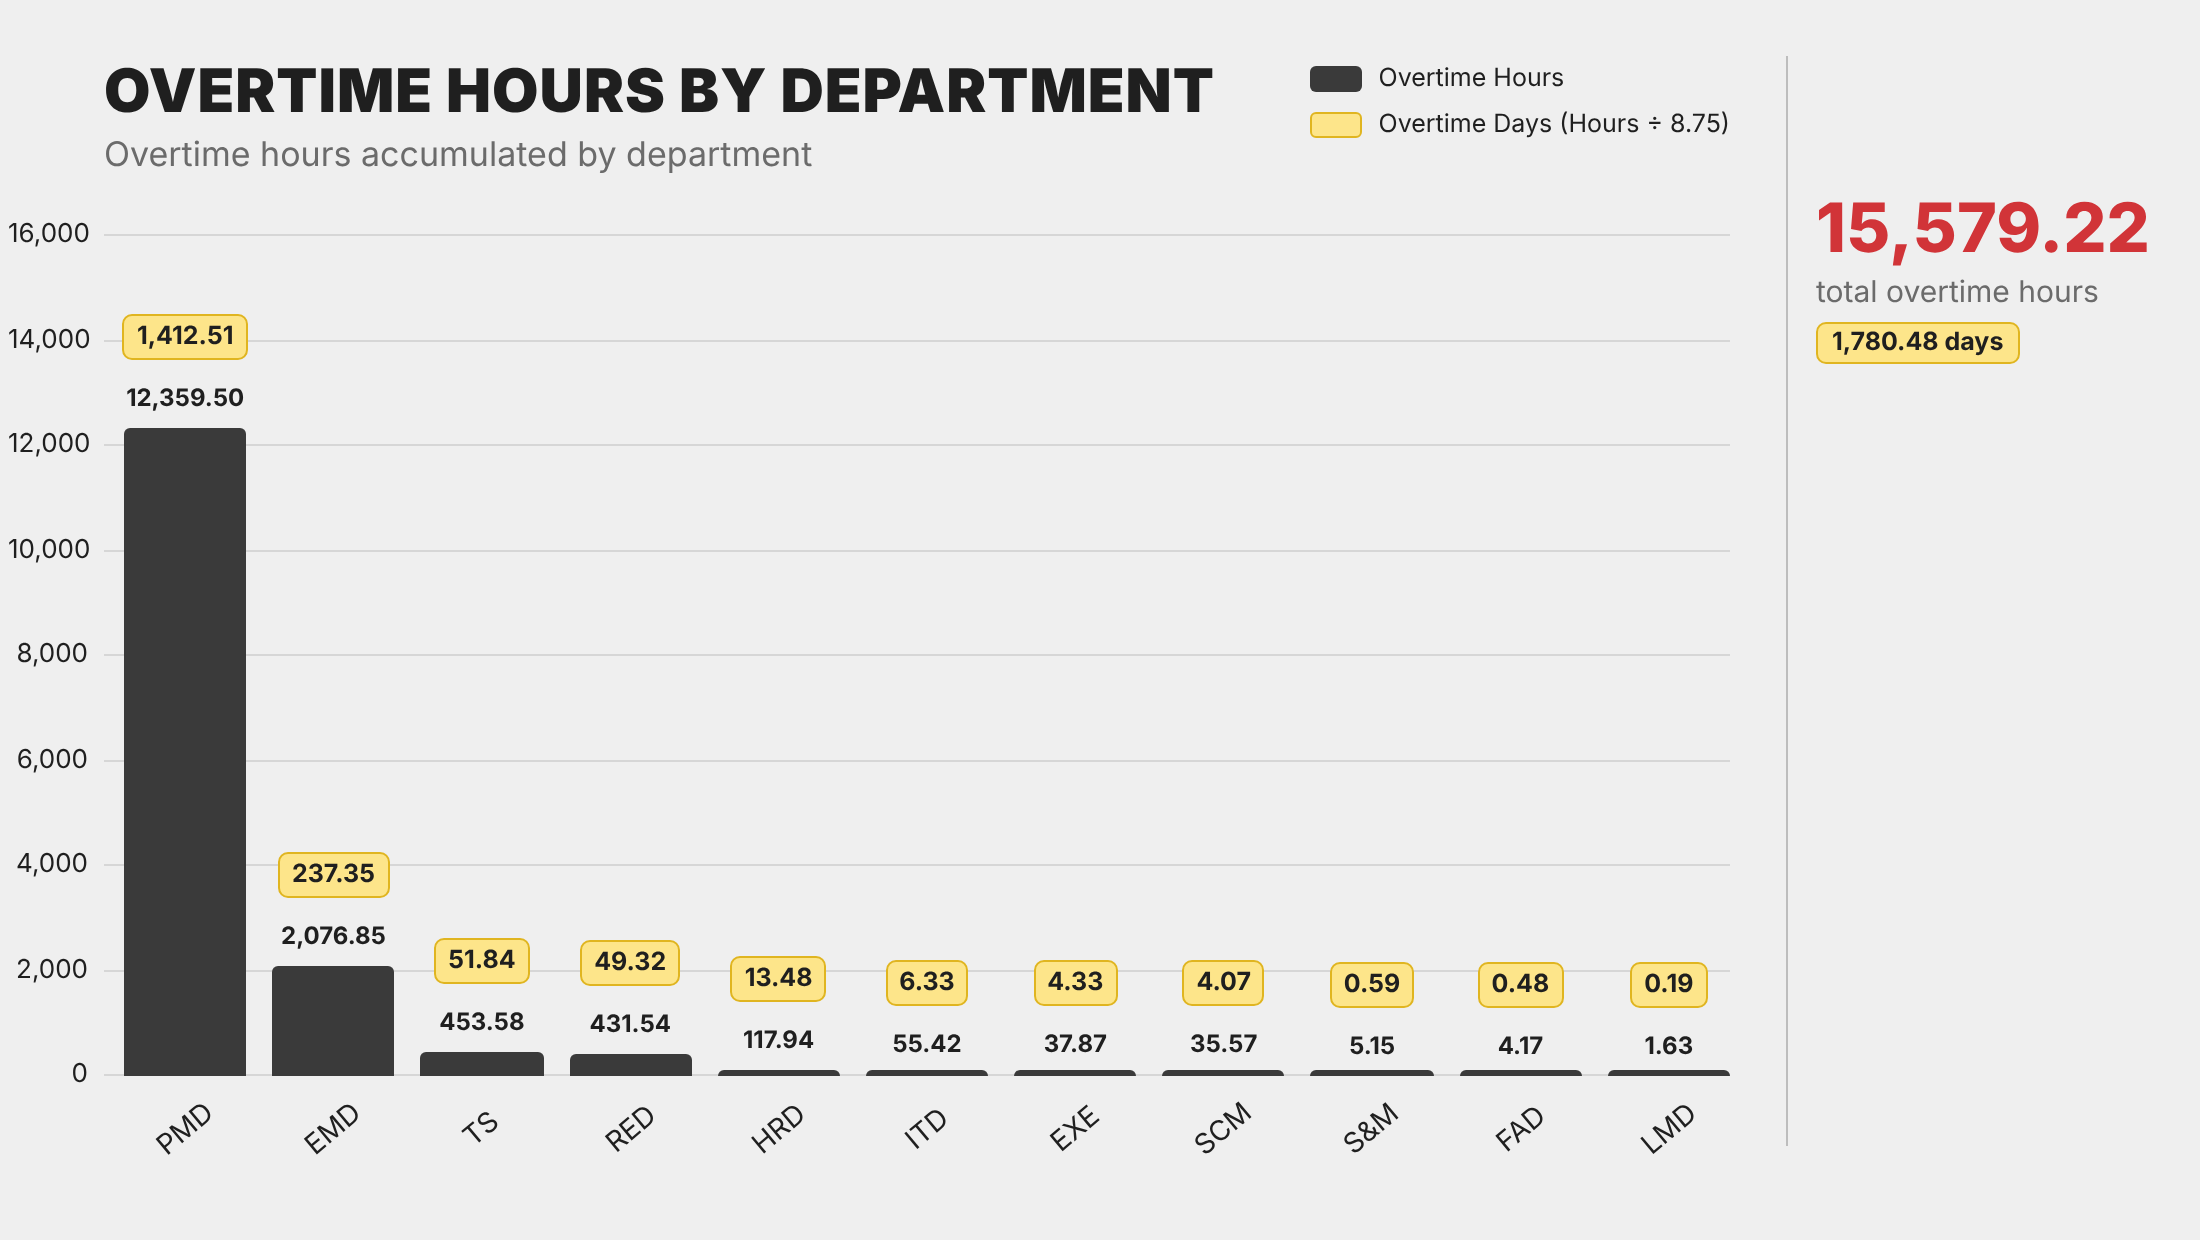 OVERTIME HOURS BY DEPARTMENT
Overtime hours accumulated by department
Overtime Hours
Overtime Days (Hours ÷ 8.75)
15,579.22
total overtime hours
1,780.48 days
16,000
14,000
12,000
10,000
8,000
6,000
4,000
2,000
0
1,412.51
12,359.50
237.35
2,076.85
51.84
453.58
49.32
431.54
13.48
117.94
6.33
55.42
4.33
37.87
4.07
35.57
0.59
5.15
0.48
4.17
0.19
1.63
PMD
EMD
TS
RED
HRD
ITD
EXE
SCM
S&M
FAD
LMD